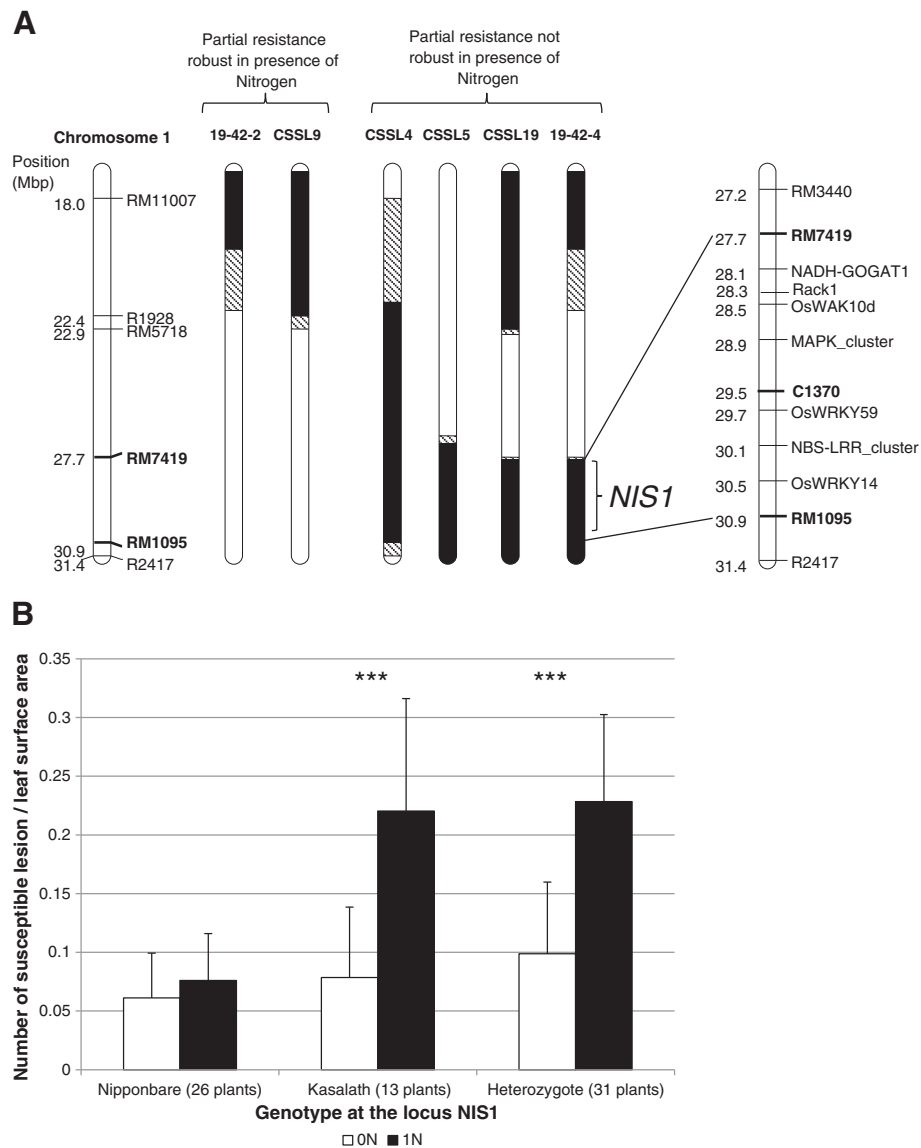 A
Partial resistance
robust in presence of
Nitrogen
Partial resistance not
robust in presence of
Nitrogen
Chromosome 1
19-42-2
CSSL9
CSSL4
CSSL5
CSSL19
19-42-4
Position
(Mbp)
18.0
RM11007
22.4
R1928
22.9
RM5718
27.7
RM7419
30.9
RM1095
31.4
R2417
NIS1
27.2
RM3440
27.7
RM7419
28.1
NADH-GOGAT1
28.3
Rack1
28.5
OsWAK10d
28.9
MAPK_cluster
29.5
C1370
29.7
OsWRKY59
30.1
NBS-LRR_cluster
30.5
OsWRKY14
30.9
RM1095
31.4
R2417
B
Number of susceptible lesion / leaf surface area
0.35
0.3
0.25
0.2
0.15
0.1
0.05
0
***
***
Nipponbare (26 plants)
Kasalath (13 plants)
Heterozygote (31 plants)
Genotype at the locus NIS1
0N
1N